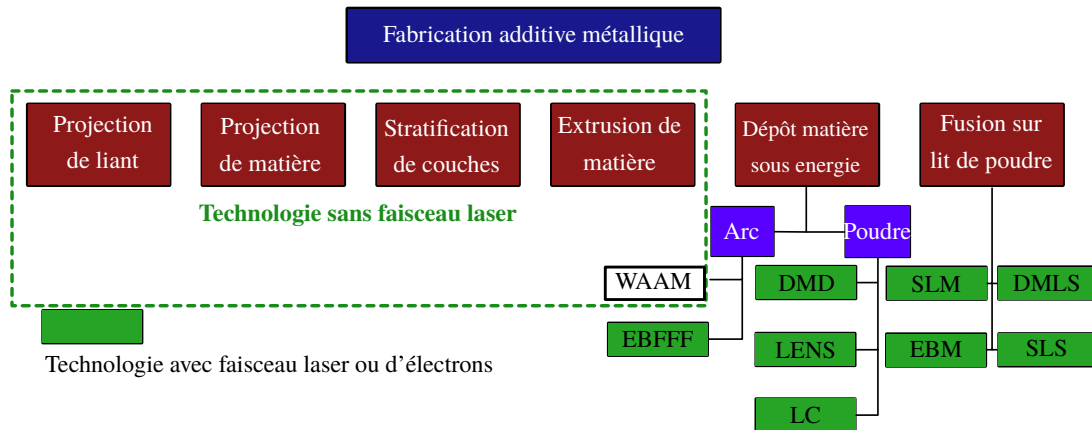 Fabrication additive métallique
Projection
de liant
Projection
de matière
Stratification
de couches
Extrusion de
matière
Dépôt matière
sous energie
Fusion sur
lit de poudre
Technologie sans faisceau laser
Arc
Poudre
WAAM
DMD
SLM
DMLS
EBFFF
LENS
EBM
SLS
LC
Technologie avec faisceau laser ou d'électrons